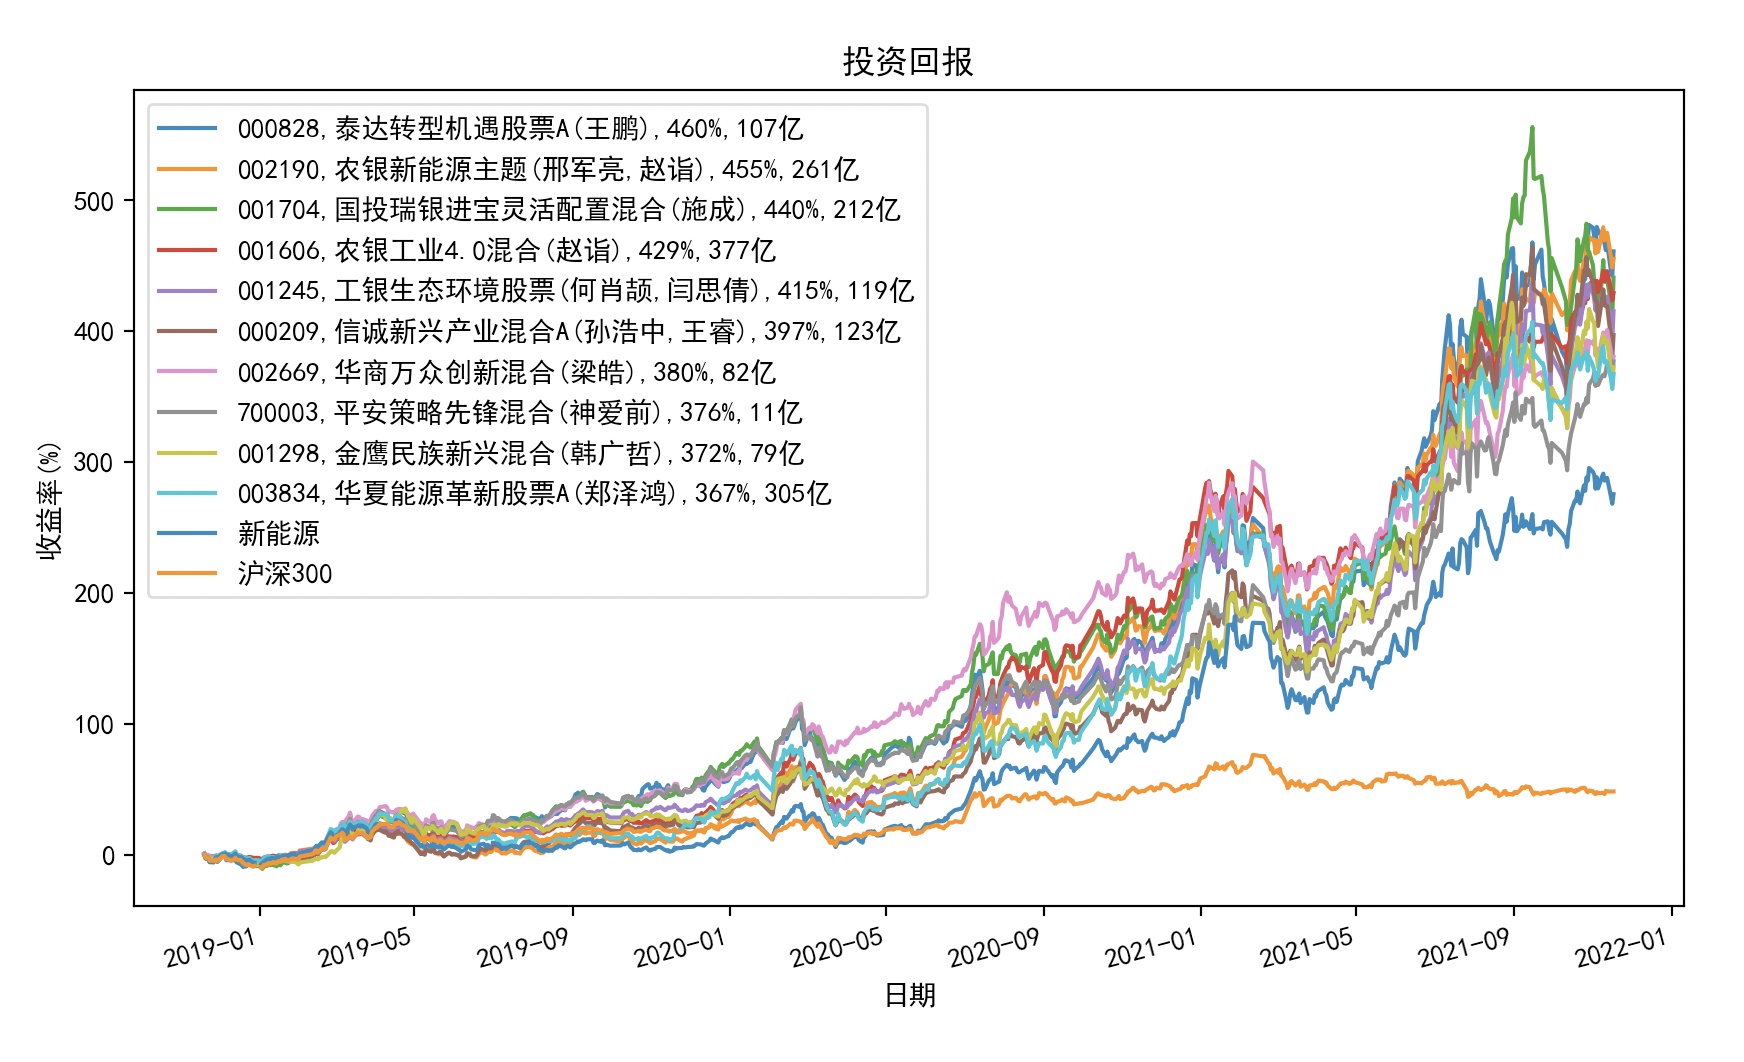 投资回报
000828,泰达转型机遇股票A(王鹏),460%,107亿
002190,农银新能源主题(邢军亮,赵诣),455%,261亿
001704,国投瑞银进宝灵活配置混合(施成),440%,212亿
001606,农银工业4.0混合(赵诣),429%,377亿
001245,工银生态环境股票(何肖颉,闫思倩),415%,119亿
000209,信诚新兴产业混合A(孙浩中,王睿),397%,123亿
002669,华商万众创新混合(梁皓),380%,82亿
700003,平安策略先锋混合(神爱前),376%,11亿
001298,金鹰民族新兴混合(韩广哲),372%,79亿
003834,华夏能源革新股票A(郑泽鸿),367%,305亿
新能源
沪深300
收益率(%)
500
400
300
200
100
0
2019-01
2019-05
2019-09
2020-01
2020-05
2020-09
2021-01
2021-05
2021-09
2022-01
日期